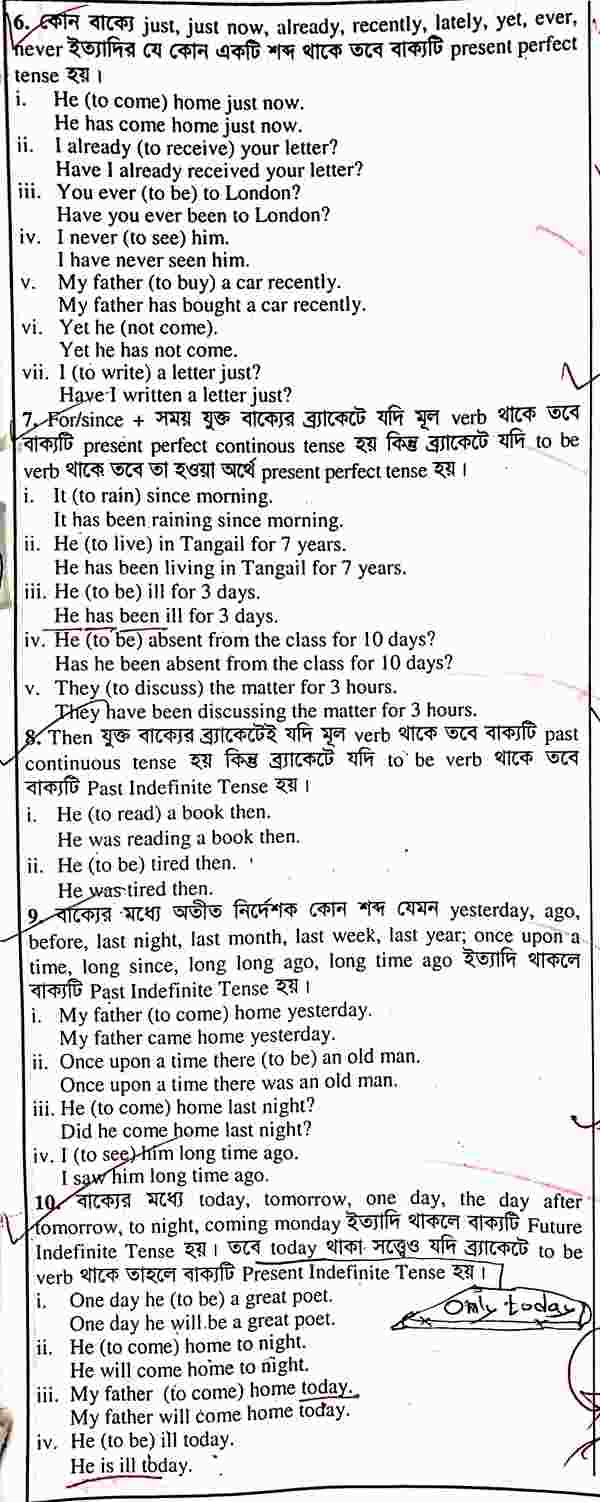 6. কোন বাক্যে just, just now, already, recently, lately, yet, ever,
never ইত্যাদির যে কোন একটি শব্দ থাকে তবে বাক্যটি present perfect
tense হয়।
i. He (to come) home just now.
He has come home just now.
ii. I already (to receive) your letter?
Have I already received your letter?
iii. You ever (to be) to London?
Have you ever been to London?
iv. I never (to see) him.
I have never seen him.
v. My father (to buy) a car recently.
My father has bought a car recently.
vi. Yet he (not come).
Yet he has not come.
vii. I (to write) a letter just?
Have I written a letter just?
7. For/since + সময় যুক্ত বাক্যের ব্র্যাকেটে যদি মূল verb থাকে তবে
বাক্যটি present perfect continous tense হয় কিন্তু ব্র্যাকেটে যদি to be
verb থাকে তবে তা হওয়া অর্থে present perfect tense হয়।
i. It (to rain) since morning.
It has been raining since morning.
ii. He (to live) in Tangail for 7 years.
He has been living in Tangail for 7 years.
iii. He (to be) ill for 3 days.
He has been ill for 3 days.
iv. He (to be) absent from the class for 10 days?
Has he been absent from the class for 10 days?
v. They (to discuss) the matter for 3 hours.
They have been discussing the matter for 3 hours.
8. Then যুক্ত বাক্যের ব্র্যাকেটেই যদি মূল verb থাকে তবে বাক্যটি past
continuous tense হয় কিন্তু ব্র্যাকেটে যদি to be verb থাকে তবে
বাক্যটি Past Indefinite Tense হয়।
i. He (to read) a book then.
He was reading a book then.
ii. He (to be) tired then.
He was tired then.
9. বাক্যের মধ্যে অতীত নির্দেশক কোন শব্দ যেমন yesterday, ago,
before, last night, last month, last week, last year; once upon a
time, long since, long long ago, long time ago ইত্যাদি থাকলে
বাক্যটি Past Indefinite Tense হয়।
i. My father (to come) home yesterday.
My father came home yesterday.
ii. Once upon a time there (to be) an old man.
Once upon a time there was an old man.
iii. He (to come) home last night?
Did he come home last night?
iv. I (to see) him long time ago.
I saw him long time ago.
10. বাক্যের মধ্যে today, tomorrow, one day, the day after
tomorrow, to night, coming monday ইত্যাদি থাকলে বাক্যটি Future
Indefinite Tense হয়। তবে today থাকা সত্ত্বেও যদি ব্র্যাকেটে to be
verb থাকে তাহলে বাক্যটি Present Indefinite Tense হয়।
i. One day he (to be) a great poet.
One day he will be a great poet.
Only today
ii. He (to come) home to night.
He will come home to night.
iii. My father (to come) home today.
My father will come home today.
iv. He (to be) ill today.
He is ill today.